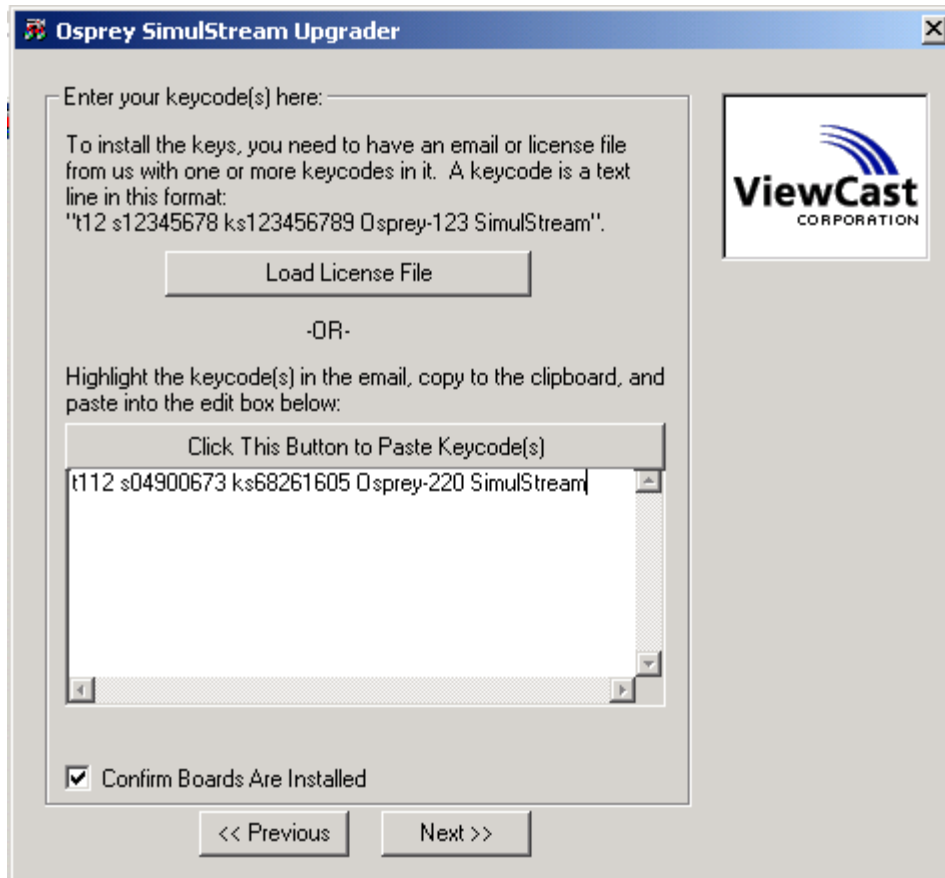 Osprey SimulStream Upgrader
Enter your keycode(s) here:
To install the keys, you need to have an email or license file
from us with one or more keycodes in it. A keycode is a text
line in this format:
"t12 s12345678 ks123456789 Osprey-123 SimulStream".
ViewCast
CORPORATION
Load License File
-OR-
Highlight the keycode(s) in the email, copy to the clipboard, and
paste into the edit box below:
Click This Button to Paste Keycode(s)
t112 s04900673 ks68261605 Osprey-220 SimulStream
Confirm Boards Are Installed
<< Previous
Next >>